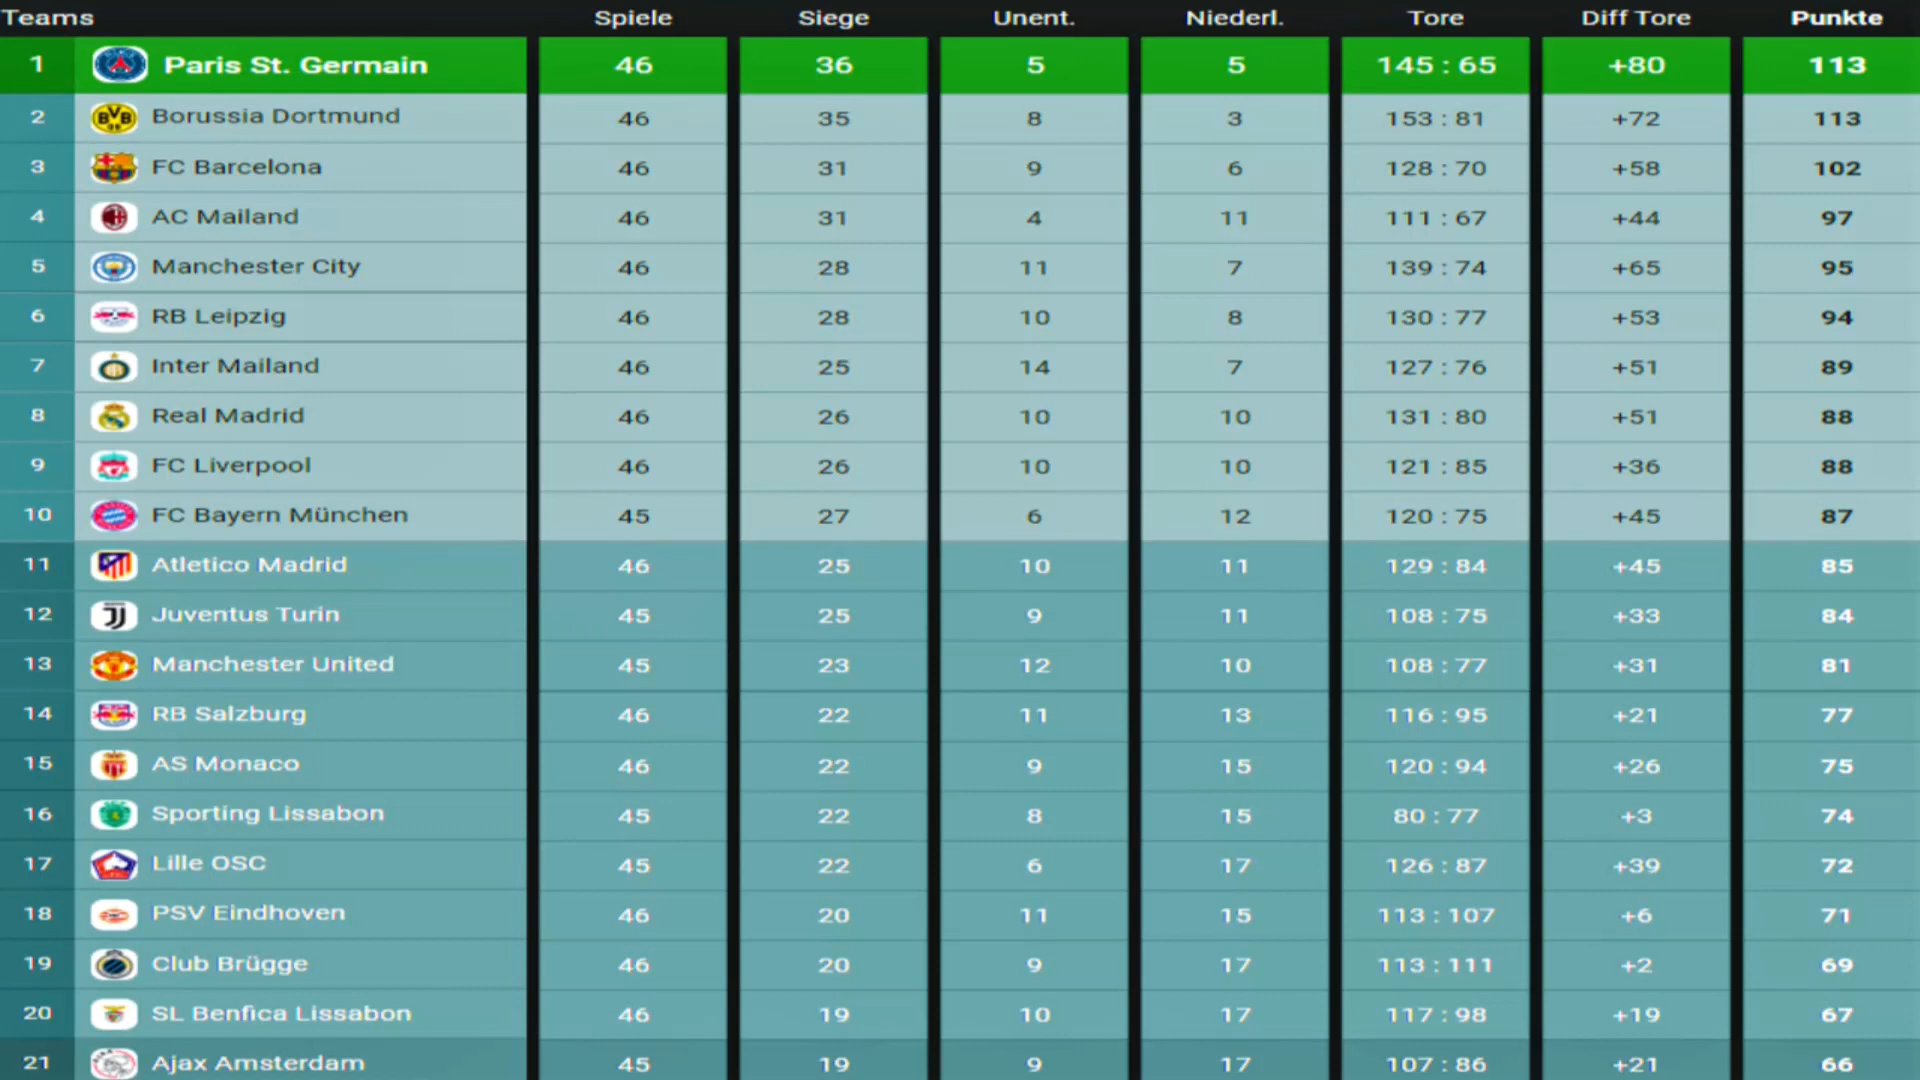 Teams Spiele Siege Unent. Niederl. Tore Diff Tore Punkte
1 Paris St. Germain 46 36 5 5 145 : 65 +80 113
2 Borussia Dortmund 46 35 8 3 153 : 81 +72 113
3 FC Barcelona 46 31 9 6 128 : 70 +58 102
4 AC Mailand 46 31 4 11 111 : 67 +44 97
5 Manchester City 46 28 11 7 139 : 74 +65 95
6 RB Leipzig 46 28 10 8 130 : 77 +53 94
7 Inter Mailand 46 25 14 7 127 : 76 +51 89
8 Real Madrid 46 26 10 10 131 : 80 +51 88
9 FC Liverpool 46 26 10 10 121 : 85 +36 88
10 FC Bayern München 45 27 6 12 120 : 75 +45 87
11 Atletico Madrid 46 25 10 11 129 : 84 +45 85
12 Juventus Turin 45 25 9 11 108 : 75 +33 84
13 Manchester United 45 23 12 10 108 : 77 +31 81
14 RB Salzburg 46 22 11 13 116 : 95 +21 77
15 AS Monaco 46 22 9 15 120 : 94 +26 75
16 Sporting Lissabon 45 22 8 15 80 : 77 +3 74
17 Lille OSC 45 22 6 17 126 : 87 +39 72
18 PSV Eindhoven 46 20 11 15 113 : 107 +6 71
19 Club Brügge 46 20 9 17 113 : 111 +2 69
20 SL Benfica Lissabon 46 19 10 17 117 : 98 +19 67
21 Ajax Amsterdam 45 19 9 17 107 : 86 +21 66